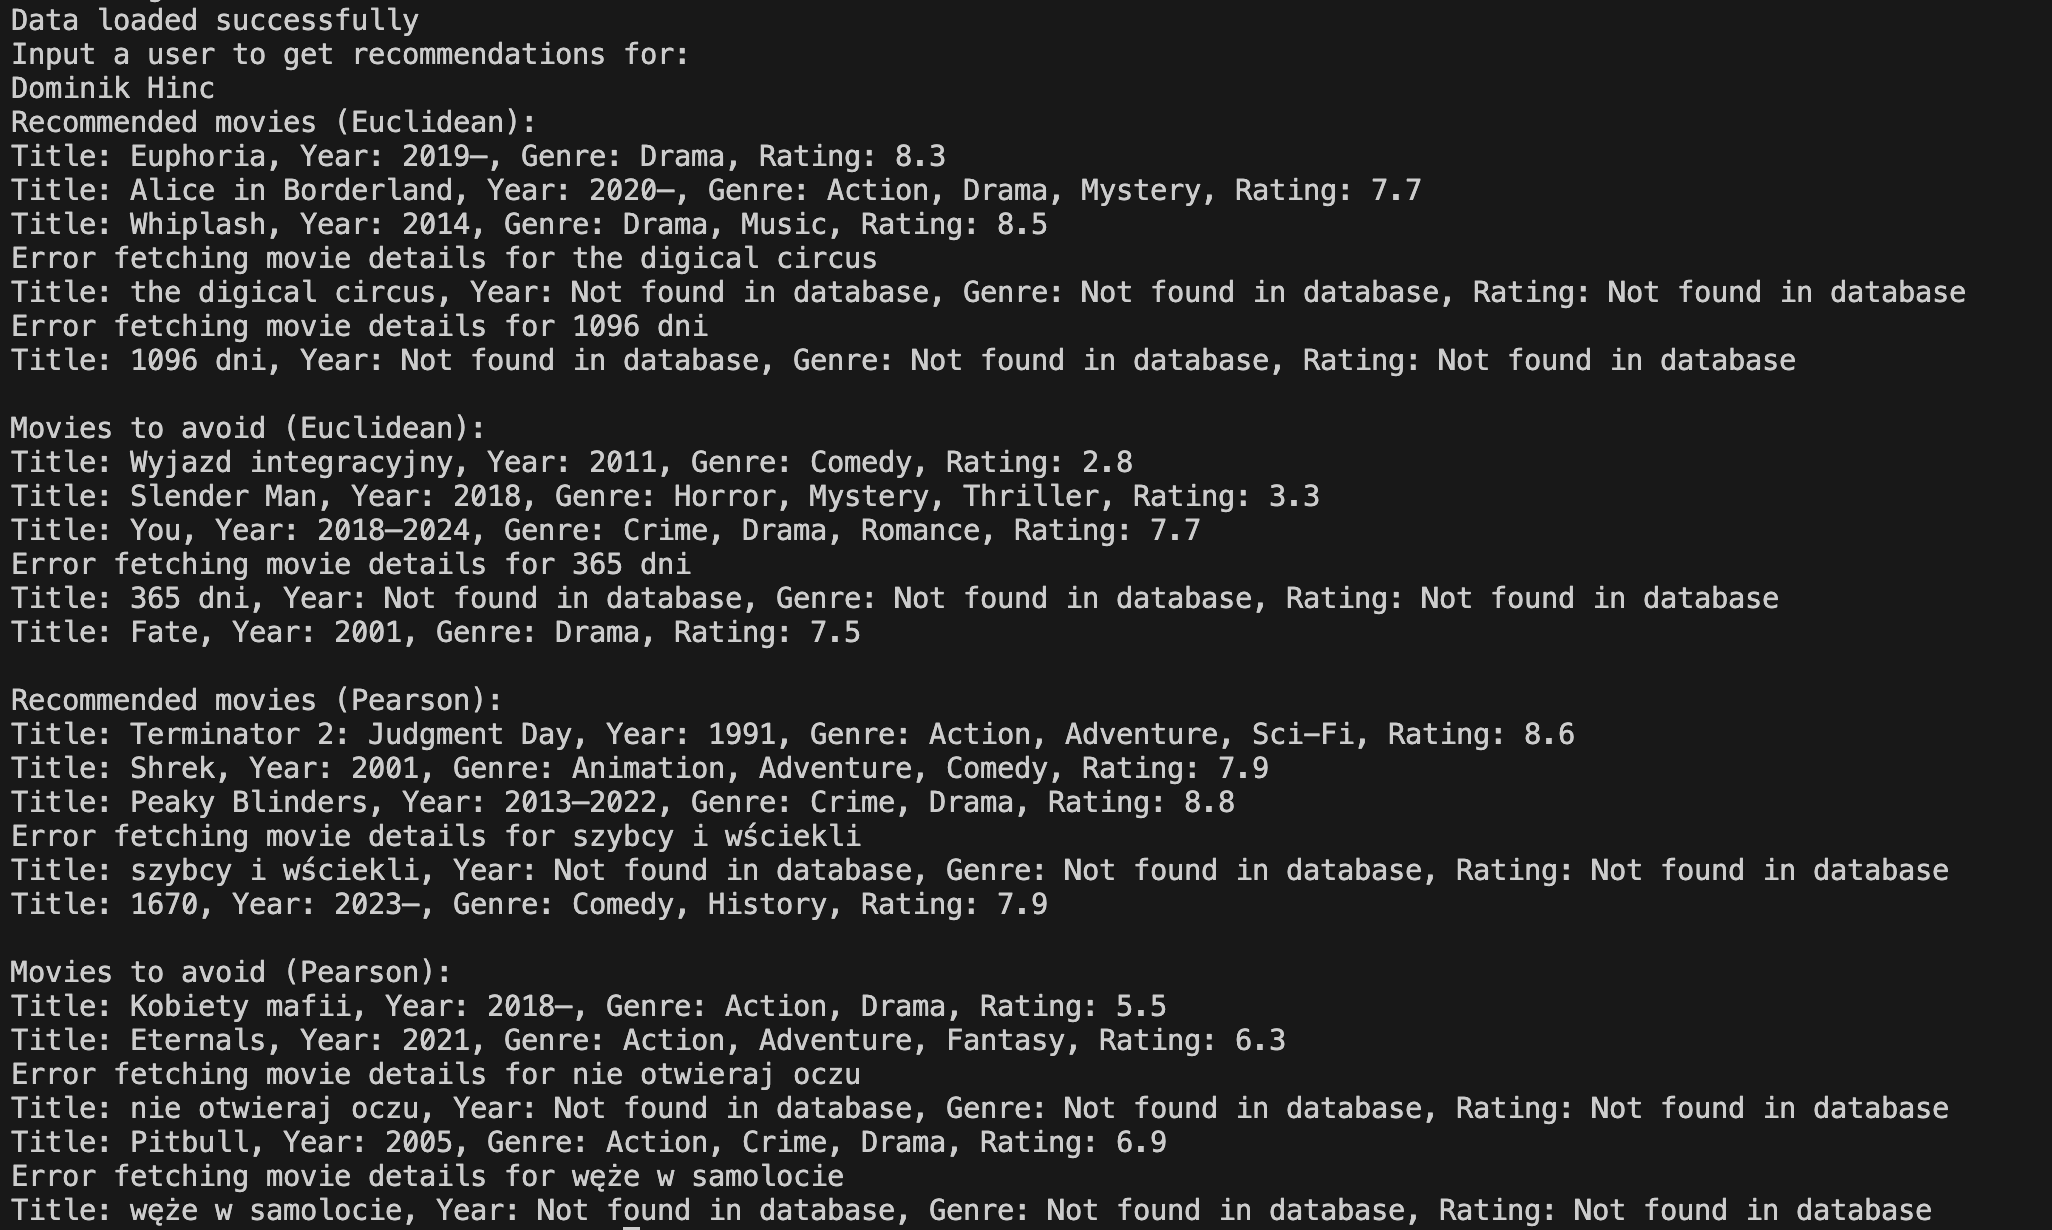 Data loaded successfully
Input a user to get recommendations for:
Dominik Hinc
Recommended movies (Euclidean):
Title: Euphoria, Year: 2019–, Genre: Drama, Rating: 8.3
Title: Alice in Borderland, Year: 2020–, Genre: Action, Drama, Mystery, Rating: 7.7
Title: Whiplash, Year: 2014, Genre: Drama, Music, Rating: 8.5
Error fetching movie details for the digical circus
Title: the digical circus, Year: Not found in database, Genre: Not found in database, Rating: Not found in database
Error fetching movie details for 1096 dni
Title: 1096 dni, Year: Not found in database, Genre: Not found in database, Rating: Not found in database
Movies to avoid (Euclidean):
Title: Wyjazd integracyjny, Year: 2011, Genre: Comedy, Rating: 2.8
Title: Slender Man, Year: 2018, Genre: Horror, Mystery, Thriller, Rating: 3.3
Title: You, Year: 2018–2024, Genre: Crime, Drama, Romance, Rating: 7.7
Error fetching movie details for 365 dni
Title: 365 dni, Year: Not found in database, Genre: Not found in database, Rating: Not found in database
Title: Fate, Year: 2001, Genre: Drama, Rating: 7.5
Recommended movies (Pearson):
Title: Terminator 2: Judgment Day, Year: 1991, Genre: Action, Adventure, Sci-Fi, Rating: 8.6
Title: Shrek, Year: 2001, Genre: Animation, Adventure, Comedy, Rating: 7.9
Title: Peaky Blinders, Year: 2013–2022, Genre: Crime, Drama, Rating: 8.8
Error fetching movie details for szybcy i wściekli
Title: szybcy i wściekli, Year: Not found in database, Genre: Not found in database, Rating: Not found in database
Title: 1670, Year: 2023–, Genre: Comedy, History, Rating: 7.9
Movies to avoid (Pearson):
Title: Kobiety mafii, Year: 2018–, Genre: Action, Drama, Rating: 5.5
Title: Eternals, Year: 2021, Genre: Action, Adventure, Fantasy, Rating: 6.3
Error fetching movie details for nie otwieraj oczu
Title: nie otwieraj oczu, Year: Not found in database, Genre: Not found in database, Rating: Not found in database
Title: Pitbull, Year: 2005, Genre: Action, Crime, Drama, Rating: 6.9
Error fetching movie details for węże w samolocie
Title: węże w samolocie, Year: Not found in database, Genre: Not found in database, Rating: Not found in database